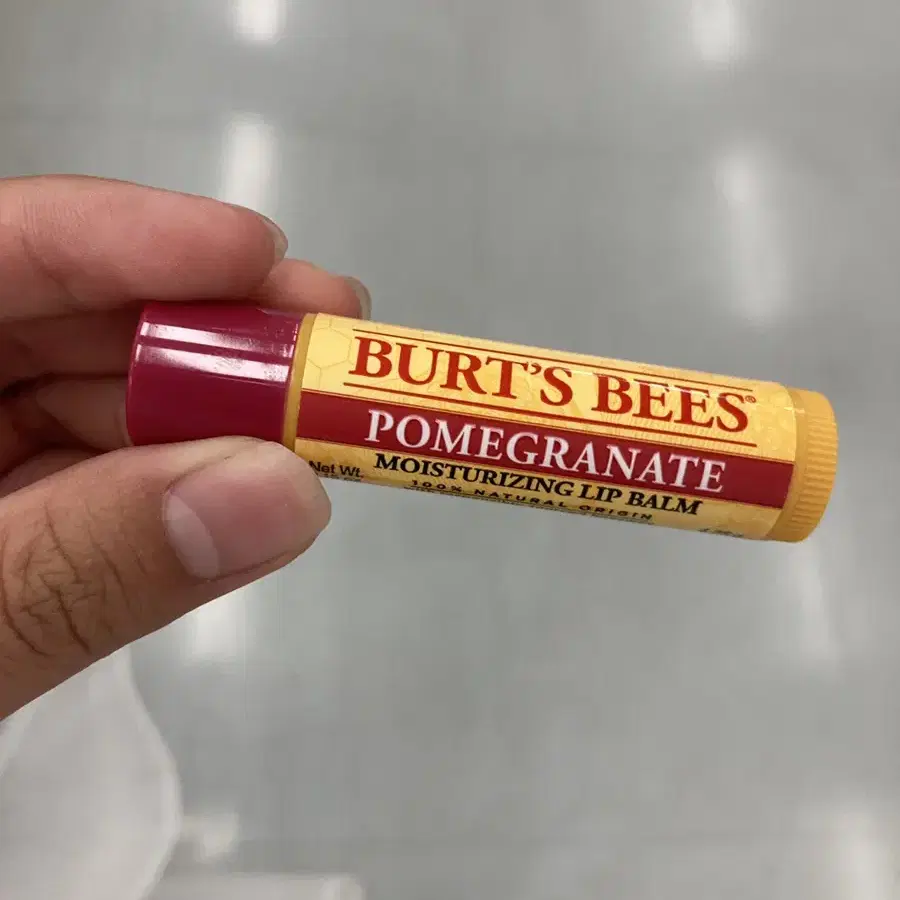 BURT'S BEES®
POMEGRANATE
MOISTURIZING LIP BALM
100% NATURAL ORIGIN
Net Wt.